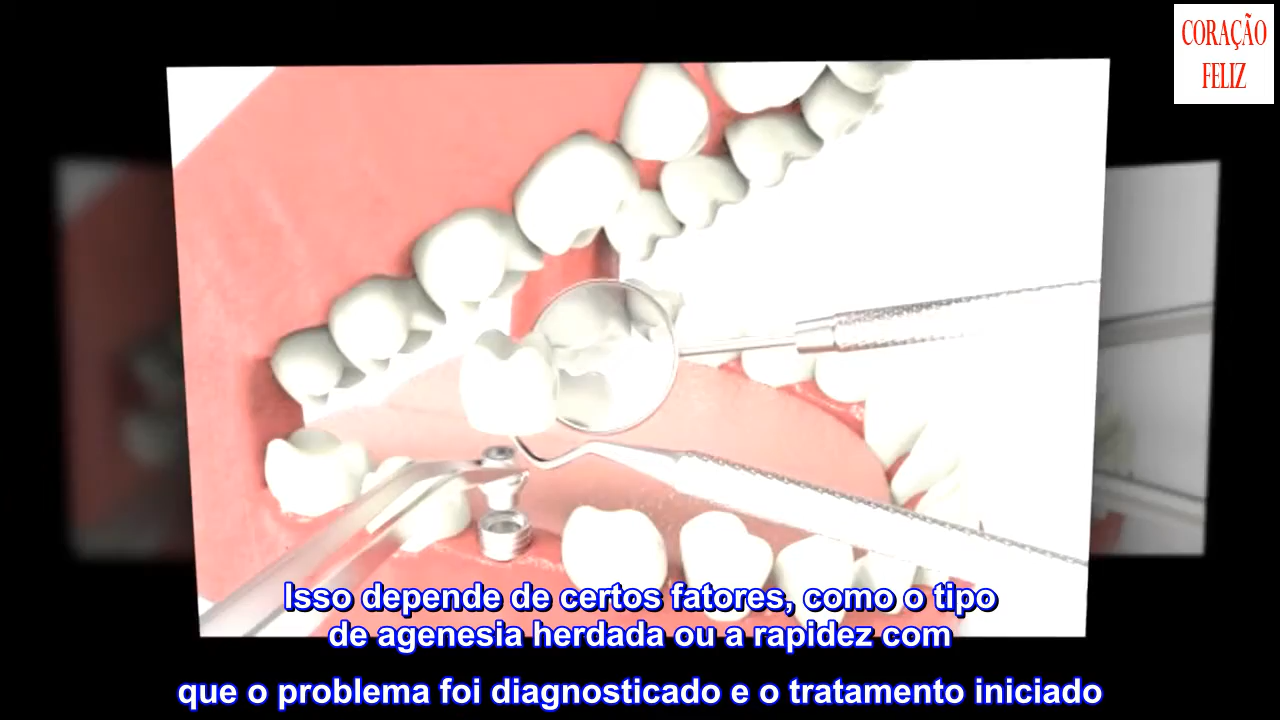 CORAÇÃO
FELIZ
Isso depende de certos fatores, como o tipo
de agenesia herdada ou a rapidez com
que o problema foi diagnosticado e o tratamento iniciado